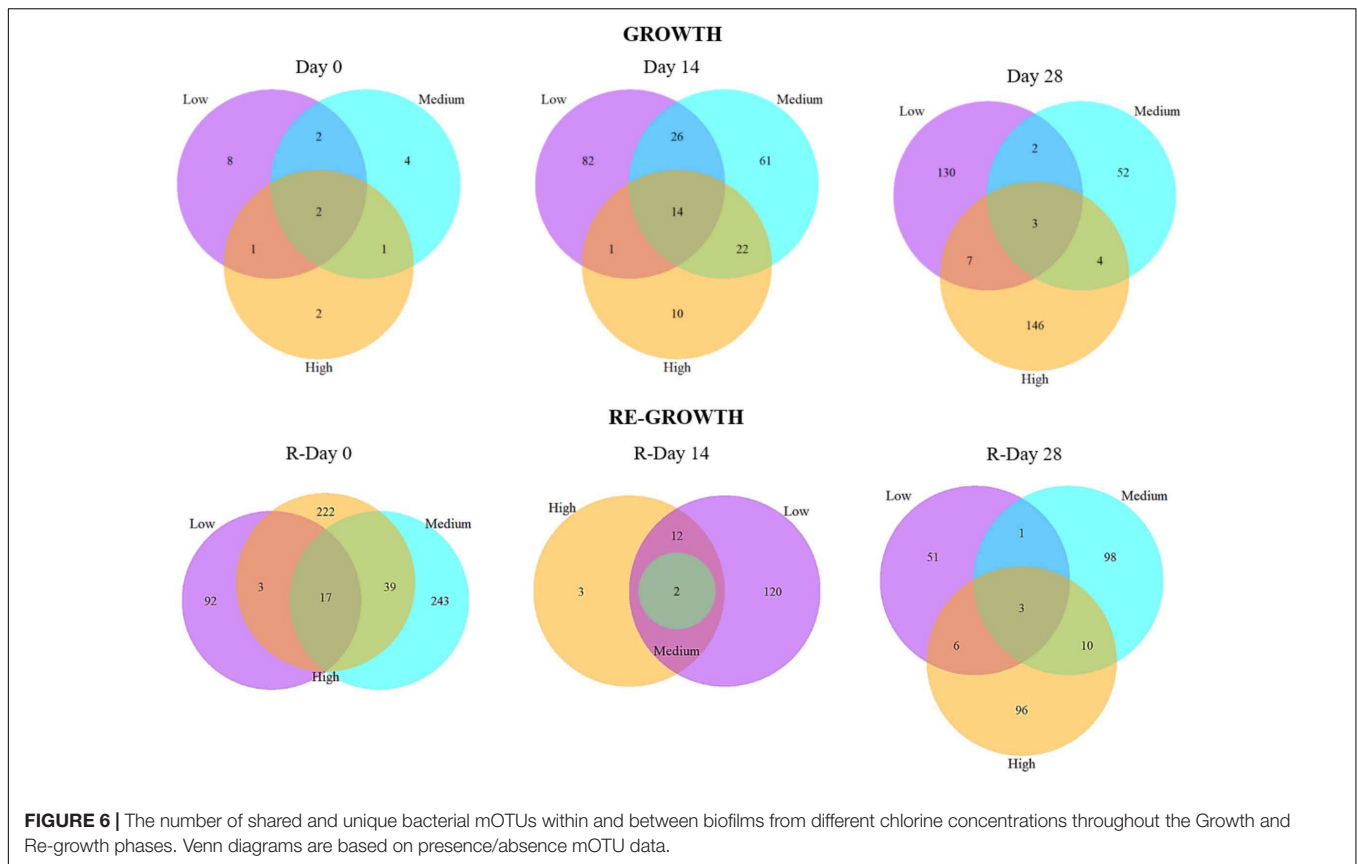 GROWTH
Day 0
Low
Medium
2
8
4
2
1
1
2
High
Day 14
Low
Medium
26
82
61
14
1
22
10
High
Day 28
Low
Medium
2
130
52
3
7
4
146
High
RE-GROWTH
R-Day 0
222
Low
Medium
3
17
39
92
243
High
R-Day 14
High
Low
12
3
2
120
Medium
R-Day 28
Low
Medium
1
51
98
3
6
10
96
High
FIGURE 6 | The number of shared and unique bacterial mOTUs within and between biofilms from different chlorine concentrations throughout the Growth and
Re-growth phases. Venn diagrams are based on presence/absence mOTU data.